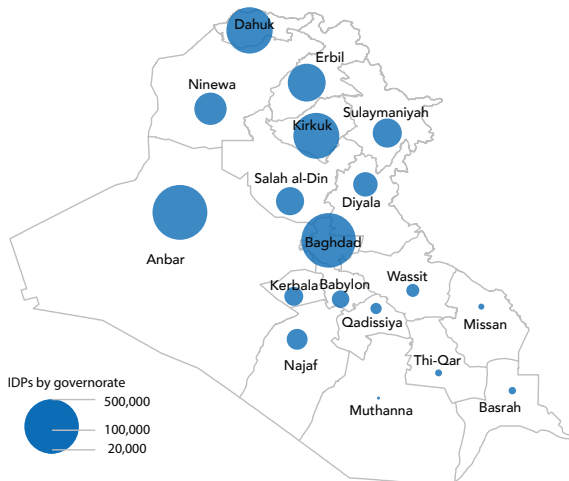 Dahuk
Erbil
Ninewa
Sulaymaniyah
Kirkuk
Salah al-Din
Diyala
Baghdad
Anbar
Wassit
Kerbala
Babylon
Qadissiya
Missan
Najaf
Thi-Qar
Muthanna
Basrah
IDPs by governorate
500,000
100,000
20,000